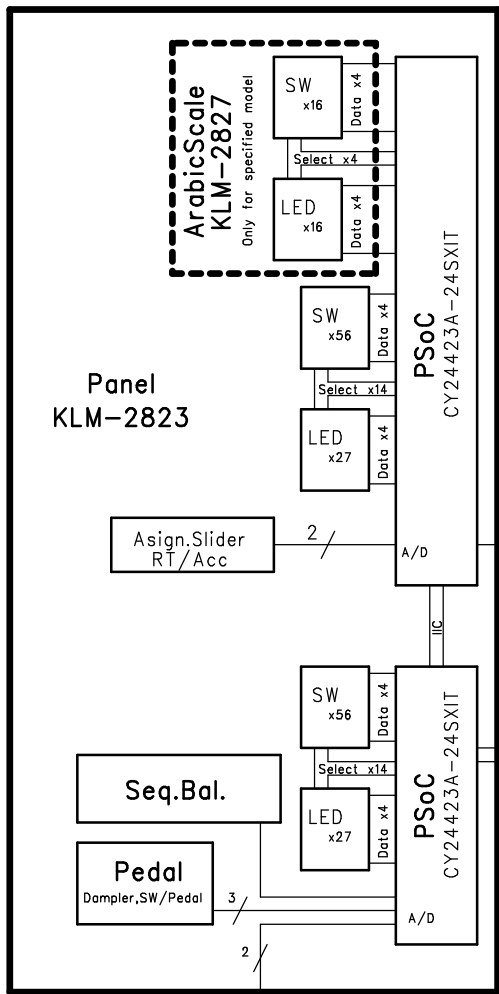 ArabicScale
KLM-2827
Only for specified model
SW
x16
Data x4
Select x4
LED
x16
Data x4
SW
x56
Data x4
Select x14
LED
x27
Data x4
PSoC
CY24423A-24SXIT
Panel
KLM-2823
Asign.Slider
RT/Acc
2
A/D
IIC
SW
x56
Data x4
Select x14
LED
x27
Data x4
PSoC
CY24423A-24SXIT
Seq.Bal.
Pedal
Dampler,SW/Pedal
3
A/D
2